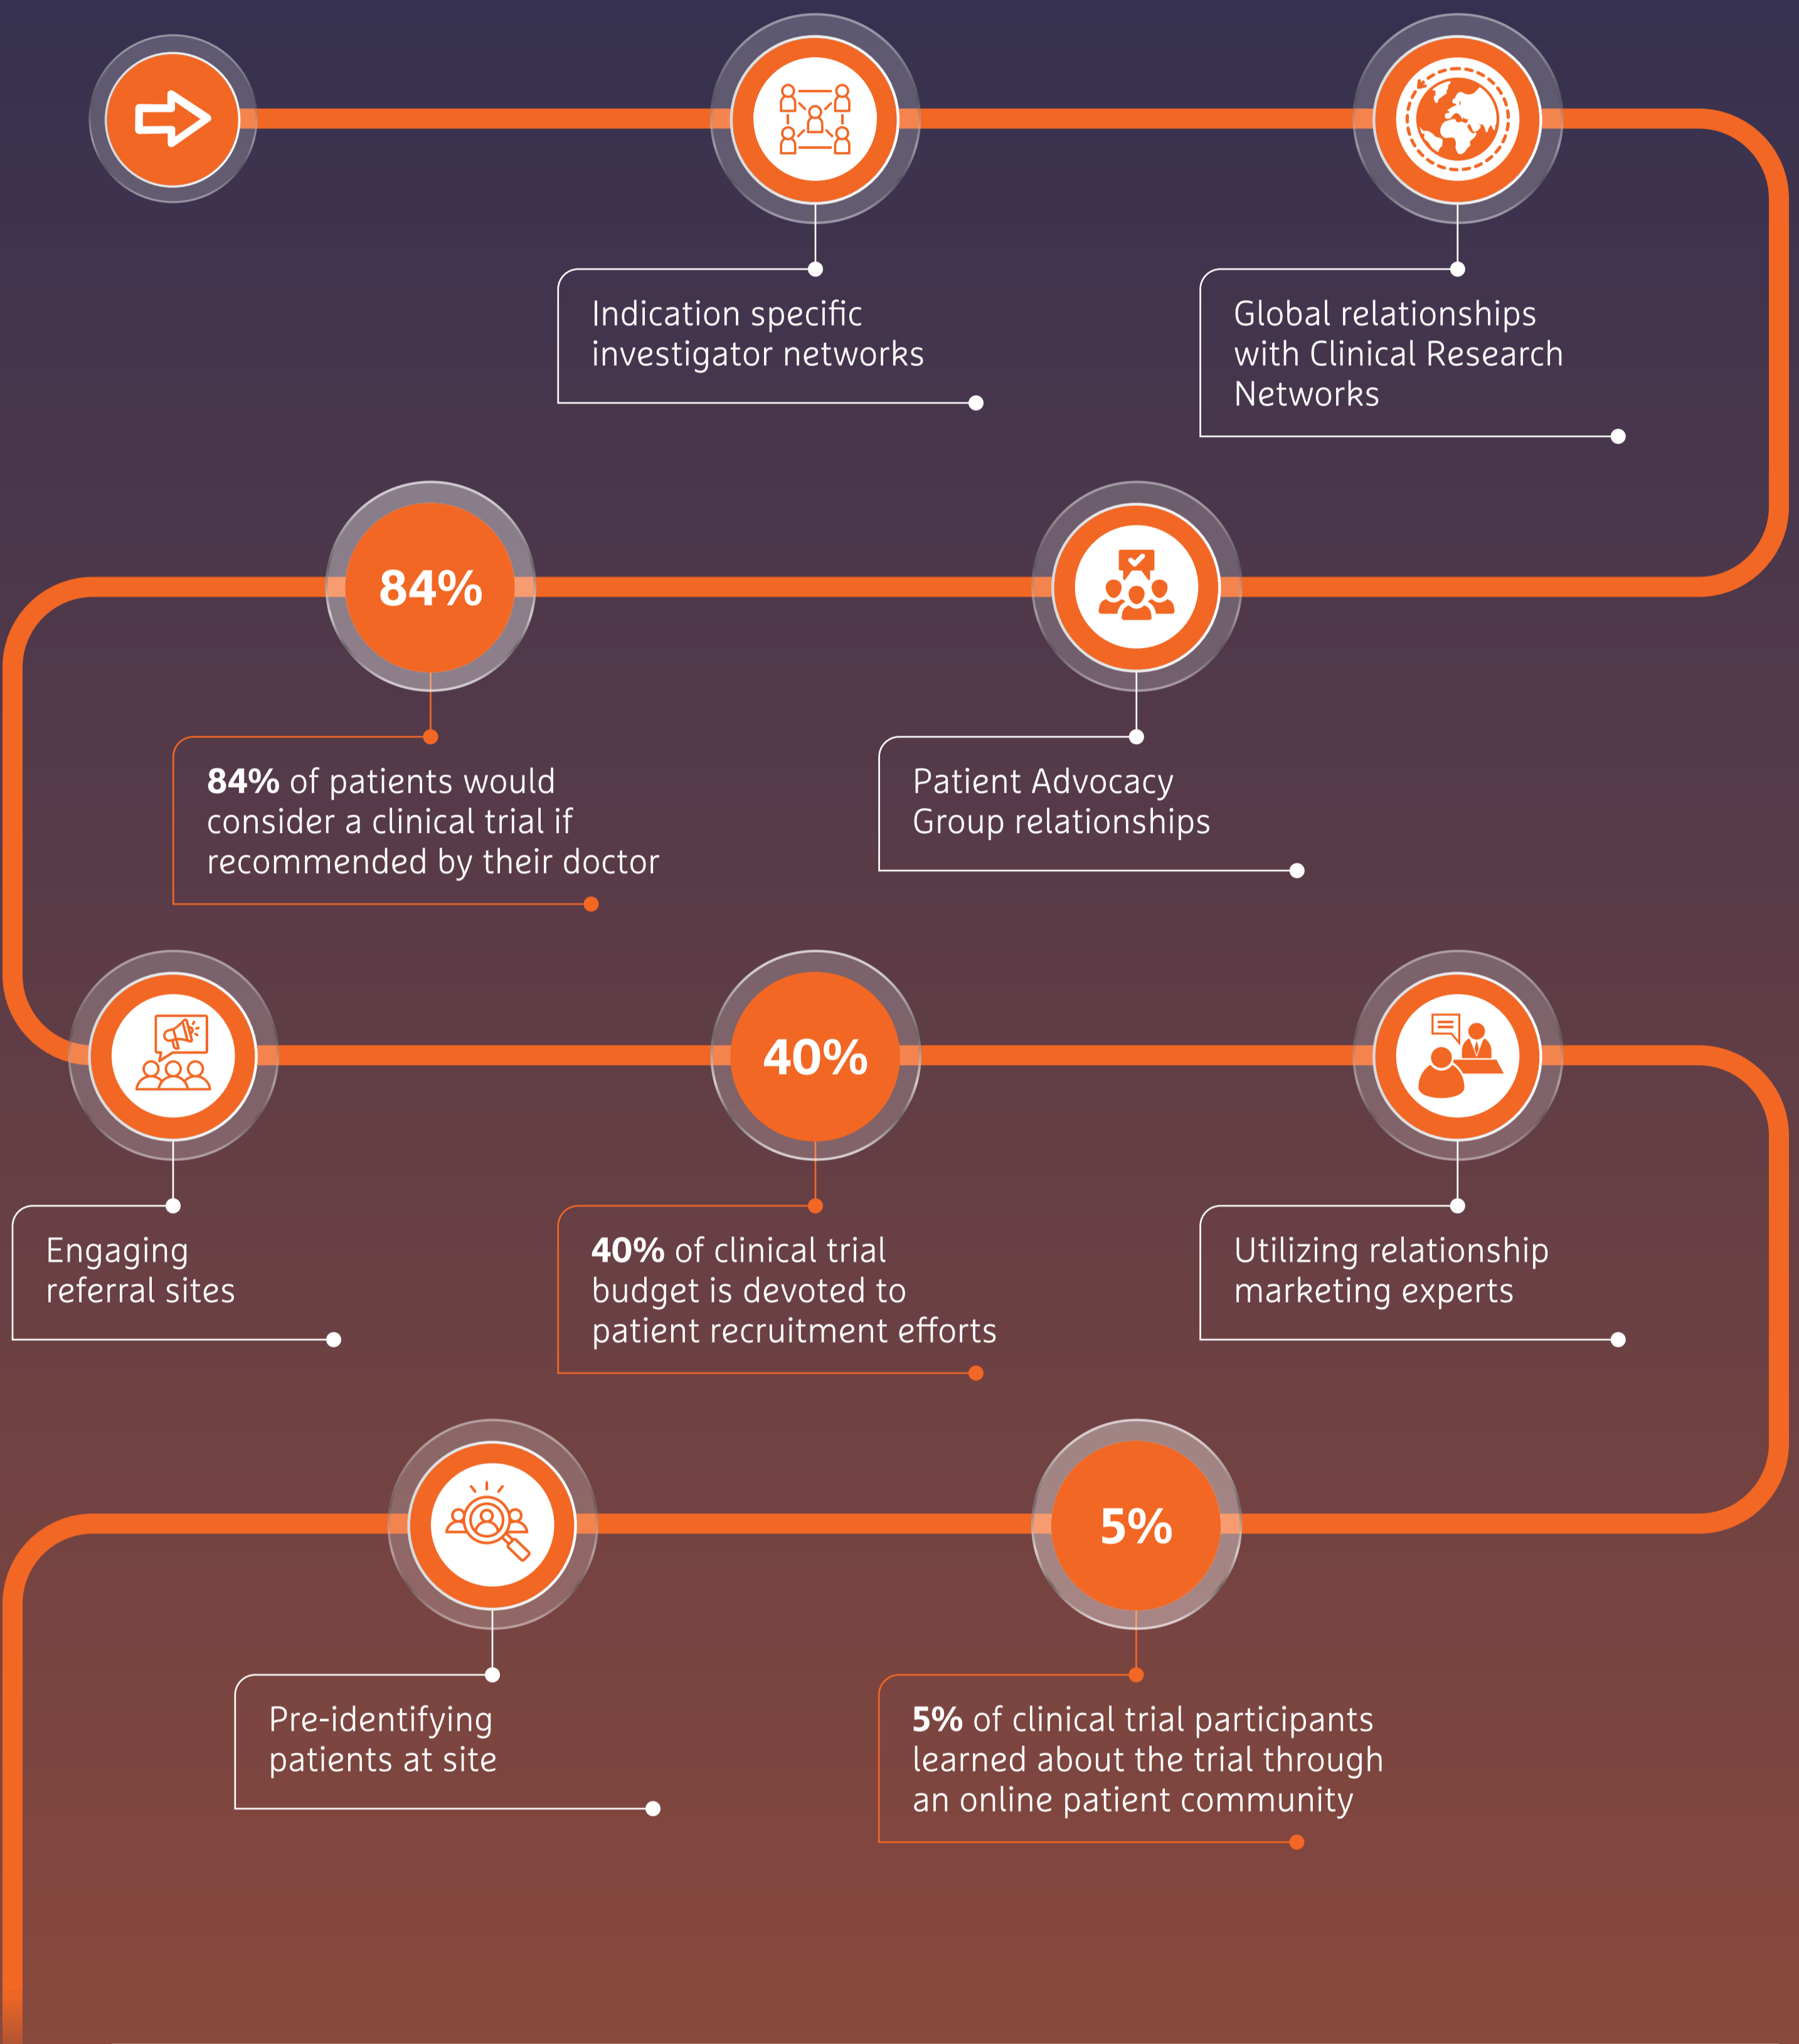 Indication specific
investigator networks
Global relationships
with Clinical Research
Networks
Patient Advocacy
Group relationships
84%
84% of patients would
consider a clinical trial if
recommended by their doctor
Engaging
referral sites
40%
40% of clinical trial
budget is devoted to
patient recruitment efforts
Utilizing relationship
marketing experts
5%
5% of clinical trial participants
learned about the trial through
an online patient community
Pre-identifying
patients at site